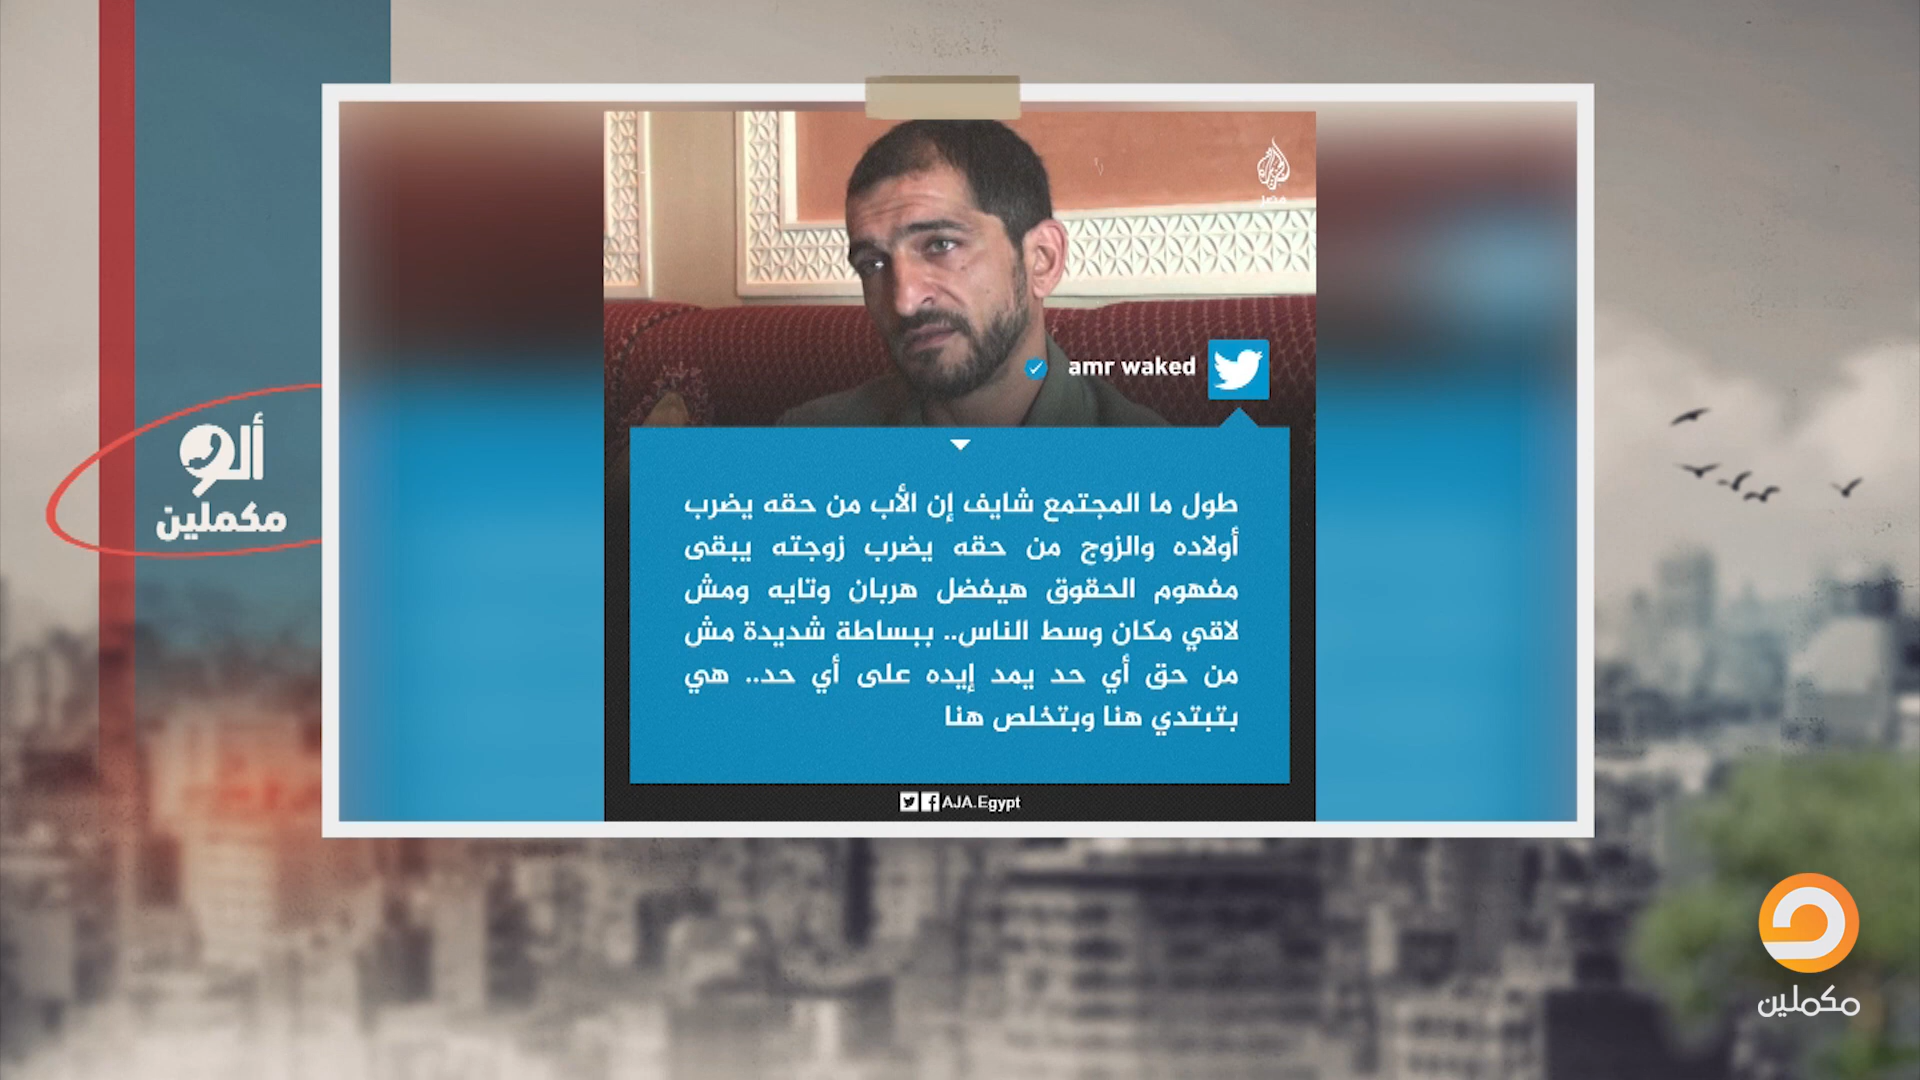 مصر
amr waked
طول ما المجتمع شايف إن الأب من حقه يضرب
أولاده والزوج من حقه يضرب زوجته يبقى
مفهوم الحقوق هيفضل هربان وتايه ومش
لاقي مكان وسط الناس.. ببساطة شديدة مش
من حق أي حد يمد إيده على أي حد.. هي
بتبتدي هنا وبتخلص هنا
AJA.Egypt
ألو
مكملين
مكملين